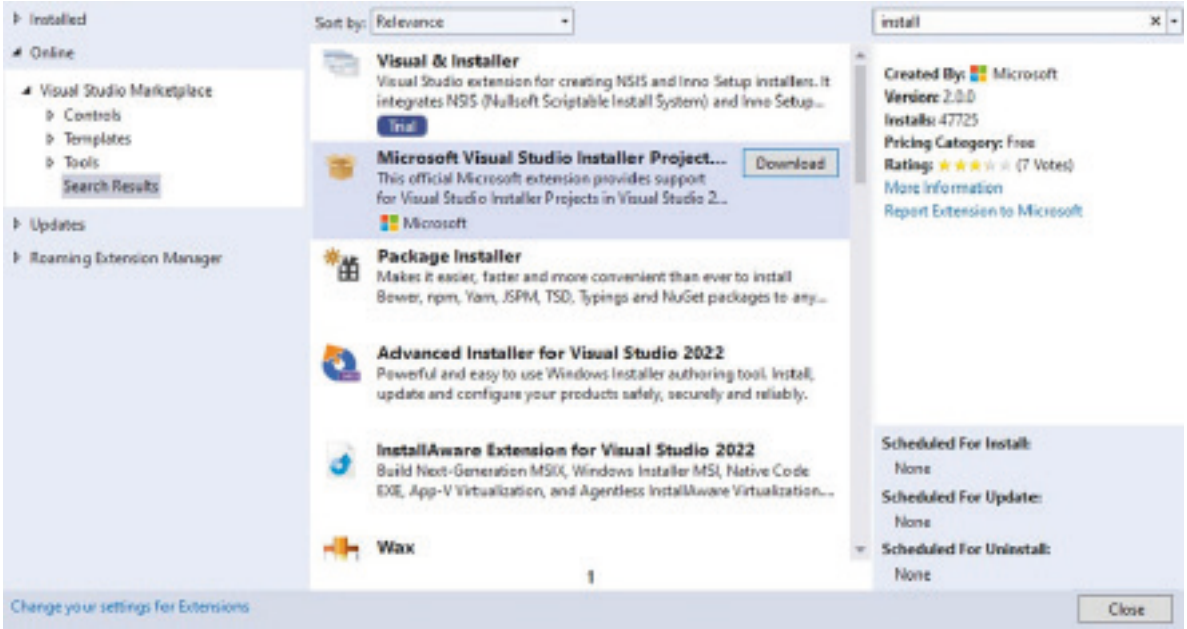 Installed
Online
Visual Studio Marketplace
Controls
Templates
Tools
Search Results
Updates
Roaming Extension Manager
Sort by: Relevance
Visual & Installer
Visual Studio extension for creating NSIS and Inno Setup installers. It
integrates NSIS (Nullsoft Scriptable Install System) and Inno Setup...
Trial
Microsoft Visual Studio Installer Project...
Download
This official Microsoft extension provides support
for Visual Studio Installer Projects in Visual Studio 2...
Microsoft
Package Installer
Makes it easier, faster and more convenient than ever to install
Bower, npm, Yarn, JSPM, TSD, Typings and NuGet packages to any...
Advanced Installer for Visual Studio 2022
Powerful and easy to use Windows Installer authoring tool. Install,
update and configure your products safely, securely and reliably.
InstallAware Extension for Visual Studio 2022
Build Next-Generation MSIX, Windows Installer MSI, Native Code
EXE, App-V Virtualization, and Agentless InstallAware Virtualization....
Wax
1
install
Created By: Microsoft
Version: 2.0.0
Installs: 47725
Pricing Category: Free
Rating: (7 Votes)
More Information
Report Extension to Microsoft
Scheduled For Install:
None
Scheduled For Update:
None
Scheduled For Uninstall:
None
Change your settings for Extensions
Close